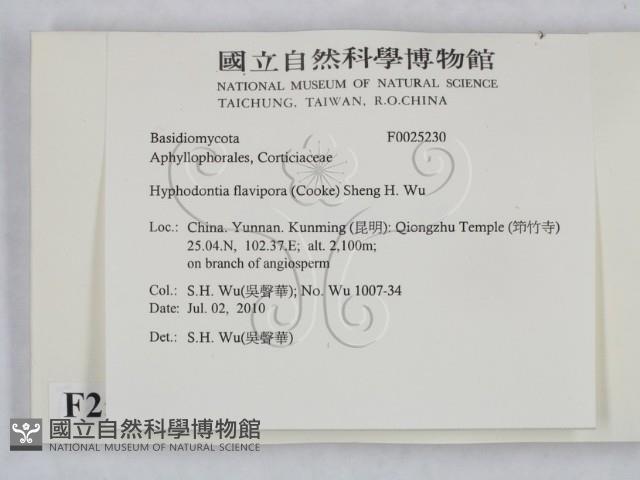 國立自然科學博物館
NATIONAL MUSEUM OF NATURAL SCIENCE
TAICHUNG, TAIWAN, R.O.CHINA
Basidiomycota F0025230
Aphyllophorales, Corticiaceae
Hyphodontia flavipora (Cooke) Sheng H. Wu
Loc.: China. Yunnan. Kunming (昆明): Qiongzhu Temple (筇竹寺)
25.04.N, 102.37.E; alt. 2,100m;
on branch of angiosperm
Col.: S.H. Wu(吳聲華); No. Wu 1007-34
Date: Jul. 02, 2010
Det.: S.H. Wu(吳聲華)
F2
國立自然科學博物館
NATIONAL MUSEUM OF NATURAL SCIENCE